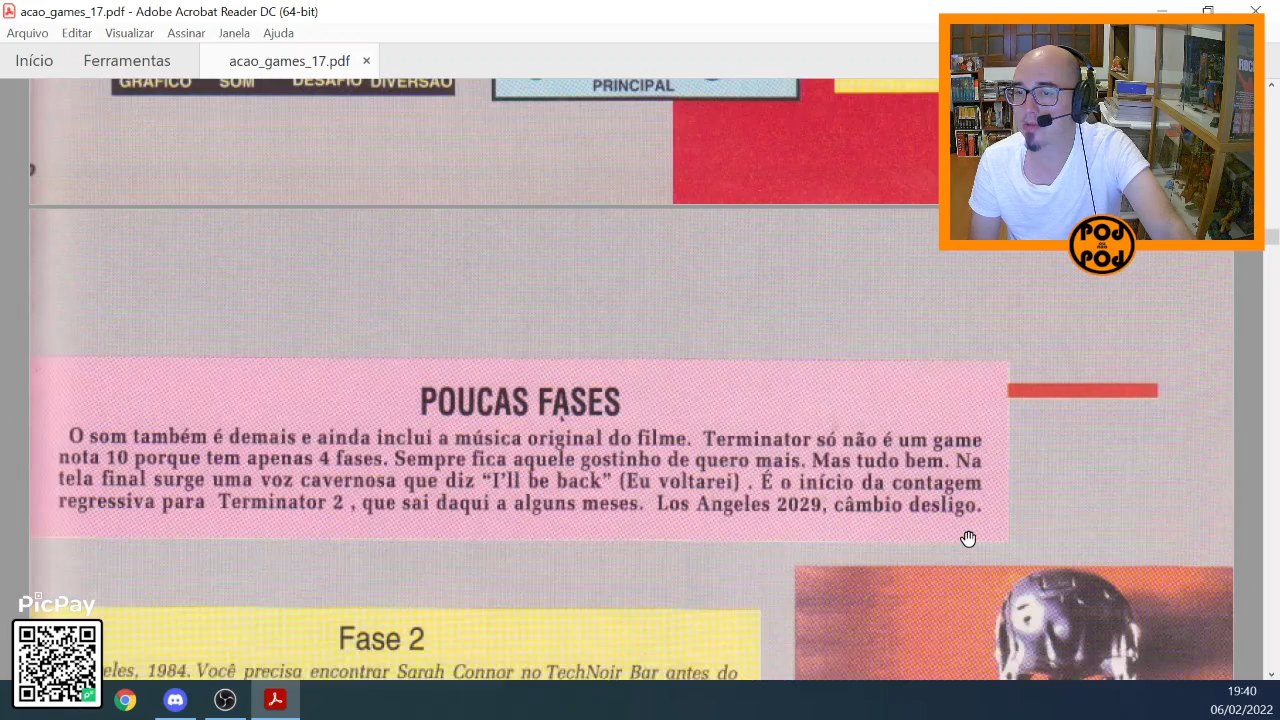 acao_games_17.pdf - Adobe Acrobat Reader DC (64-bit)
Arquivo Editar Visualizar Assinar Janela Ajuda
Início Ferramentas acao_games_17.pdf ×
GRÁFICO SOM DESAFIO DIVERSÃO
PRINCIPAL
POD
POD
POUCAS FASES
O som também é demais e ainda inclui a música original do filme. Terminator só não é um game
nota 10 porque tem apenas 4 fases. Sempre fica aquele gostinho de quero mais. Mas tudo bem. Na
tela final surge uma voz cavernosa que diz “I’ll be back” (Eu voltarei) . É o início da contagem
regressiva para Terminator 2 , que sai daqui a alguns meses. Los Angeles 2029, câmbio desligo.
PicPay
Fase 2
eles, 1984. Você precisa encontrar Sarah Connor no TechNoir Bar antes do
19:40
06/02/2022